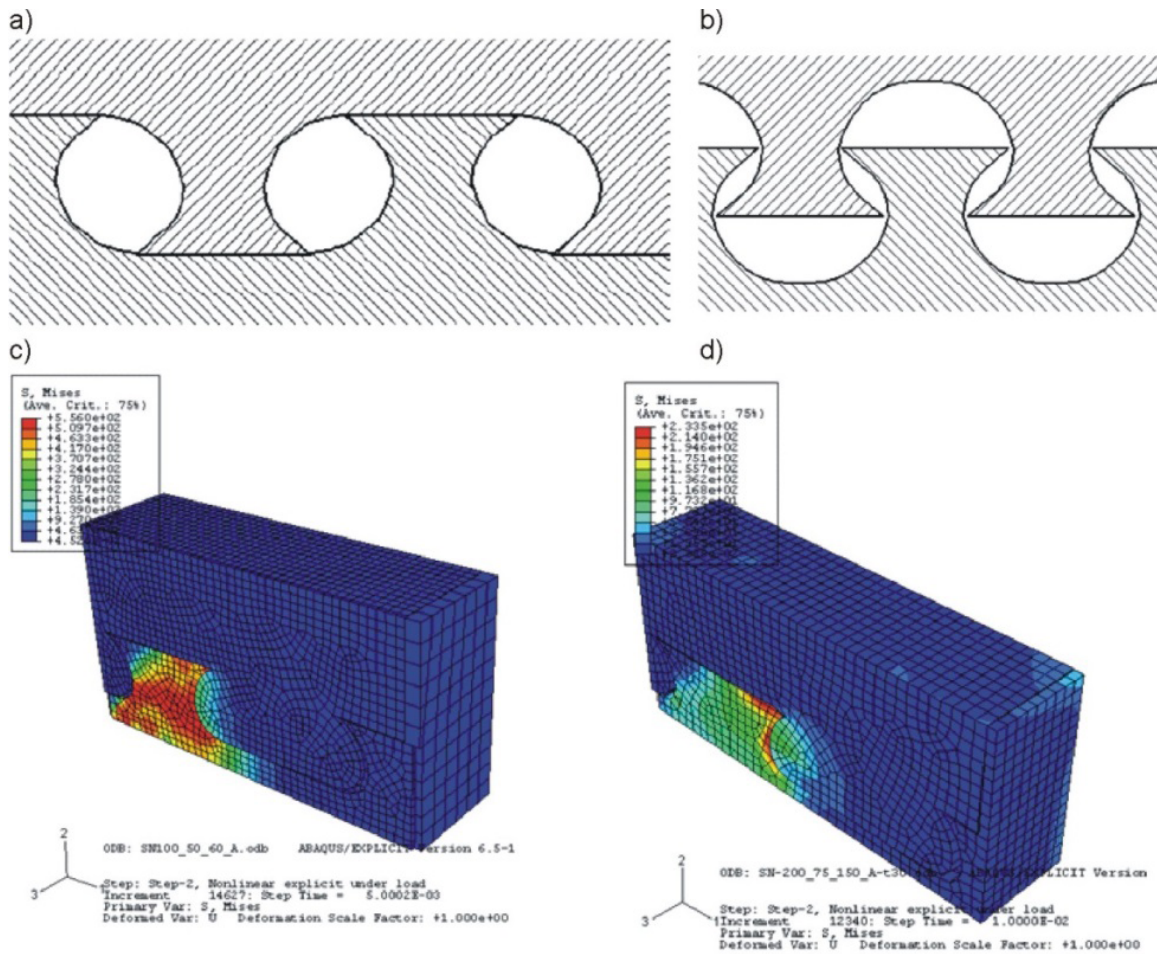 a)
b)
c)
d)
S, Mises
(Ave. Crit.: 75%)
+5.560e+02
+5.097e+02
+4.633e+02
+4.170e+02
+3.707e+02
+3.244e+02
+2.780e+02
+2.317e+02
+1.854e+02
+1.390e+02
S, Mises
(Ave. Crit.: 75%)
+2.335e+02
+2.140e+02
+1.946e+02
+1.751e+02
+1.557e+02
+1.362e+02
+1.168e+02
+9.732e+01
2
3
ODB: SN100_50_60_A.odb ABAQUS/EXPLICIT Version 6.5-1
Step: Step-2, Nonlinear explicit under load
Increment 14627: Step Time = 5.0002E-03
Primary Var: S, Mises
Deformed Var: U Deformation Scale Factor: +1.000e+00
2
3
1
ODB: ABAQUS/EXPLICIT Version
Step: Step-2, Nonlinear explicit under load
Increment 12340: Step Time = 1.0000E-02
Primary Var: S, Mises
Deformed Var: U Deformation Scale Factor: +1.000e+00